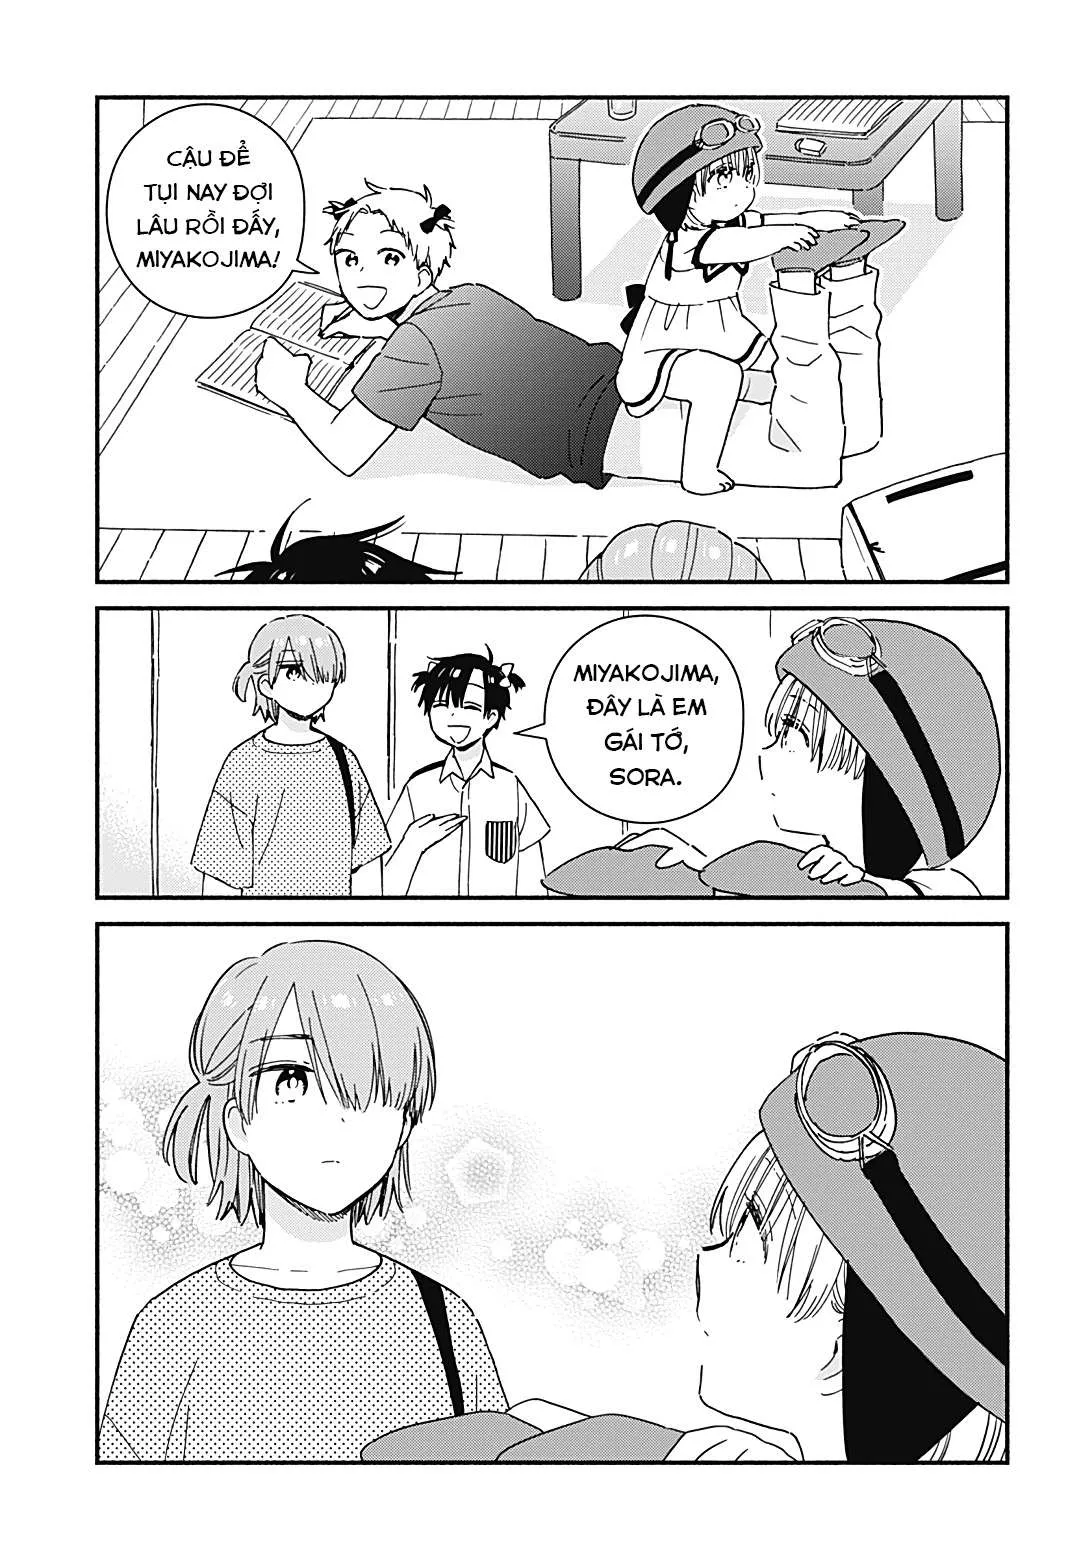 CẬU ĐỂ
TỤI NAY ĐỢI
LÂU RỒI ĐẤY,
MIYAKOJIMA!
MIYAKOJIMA,
ĐÂY LÀ EM
GÁI TỚ,
SORA.